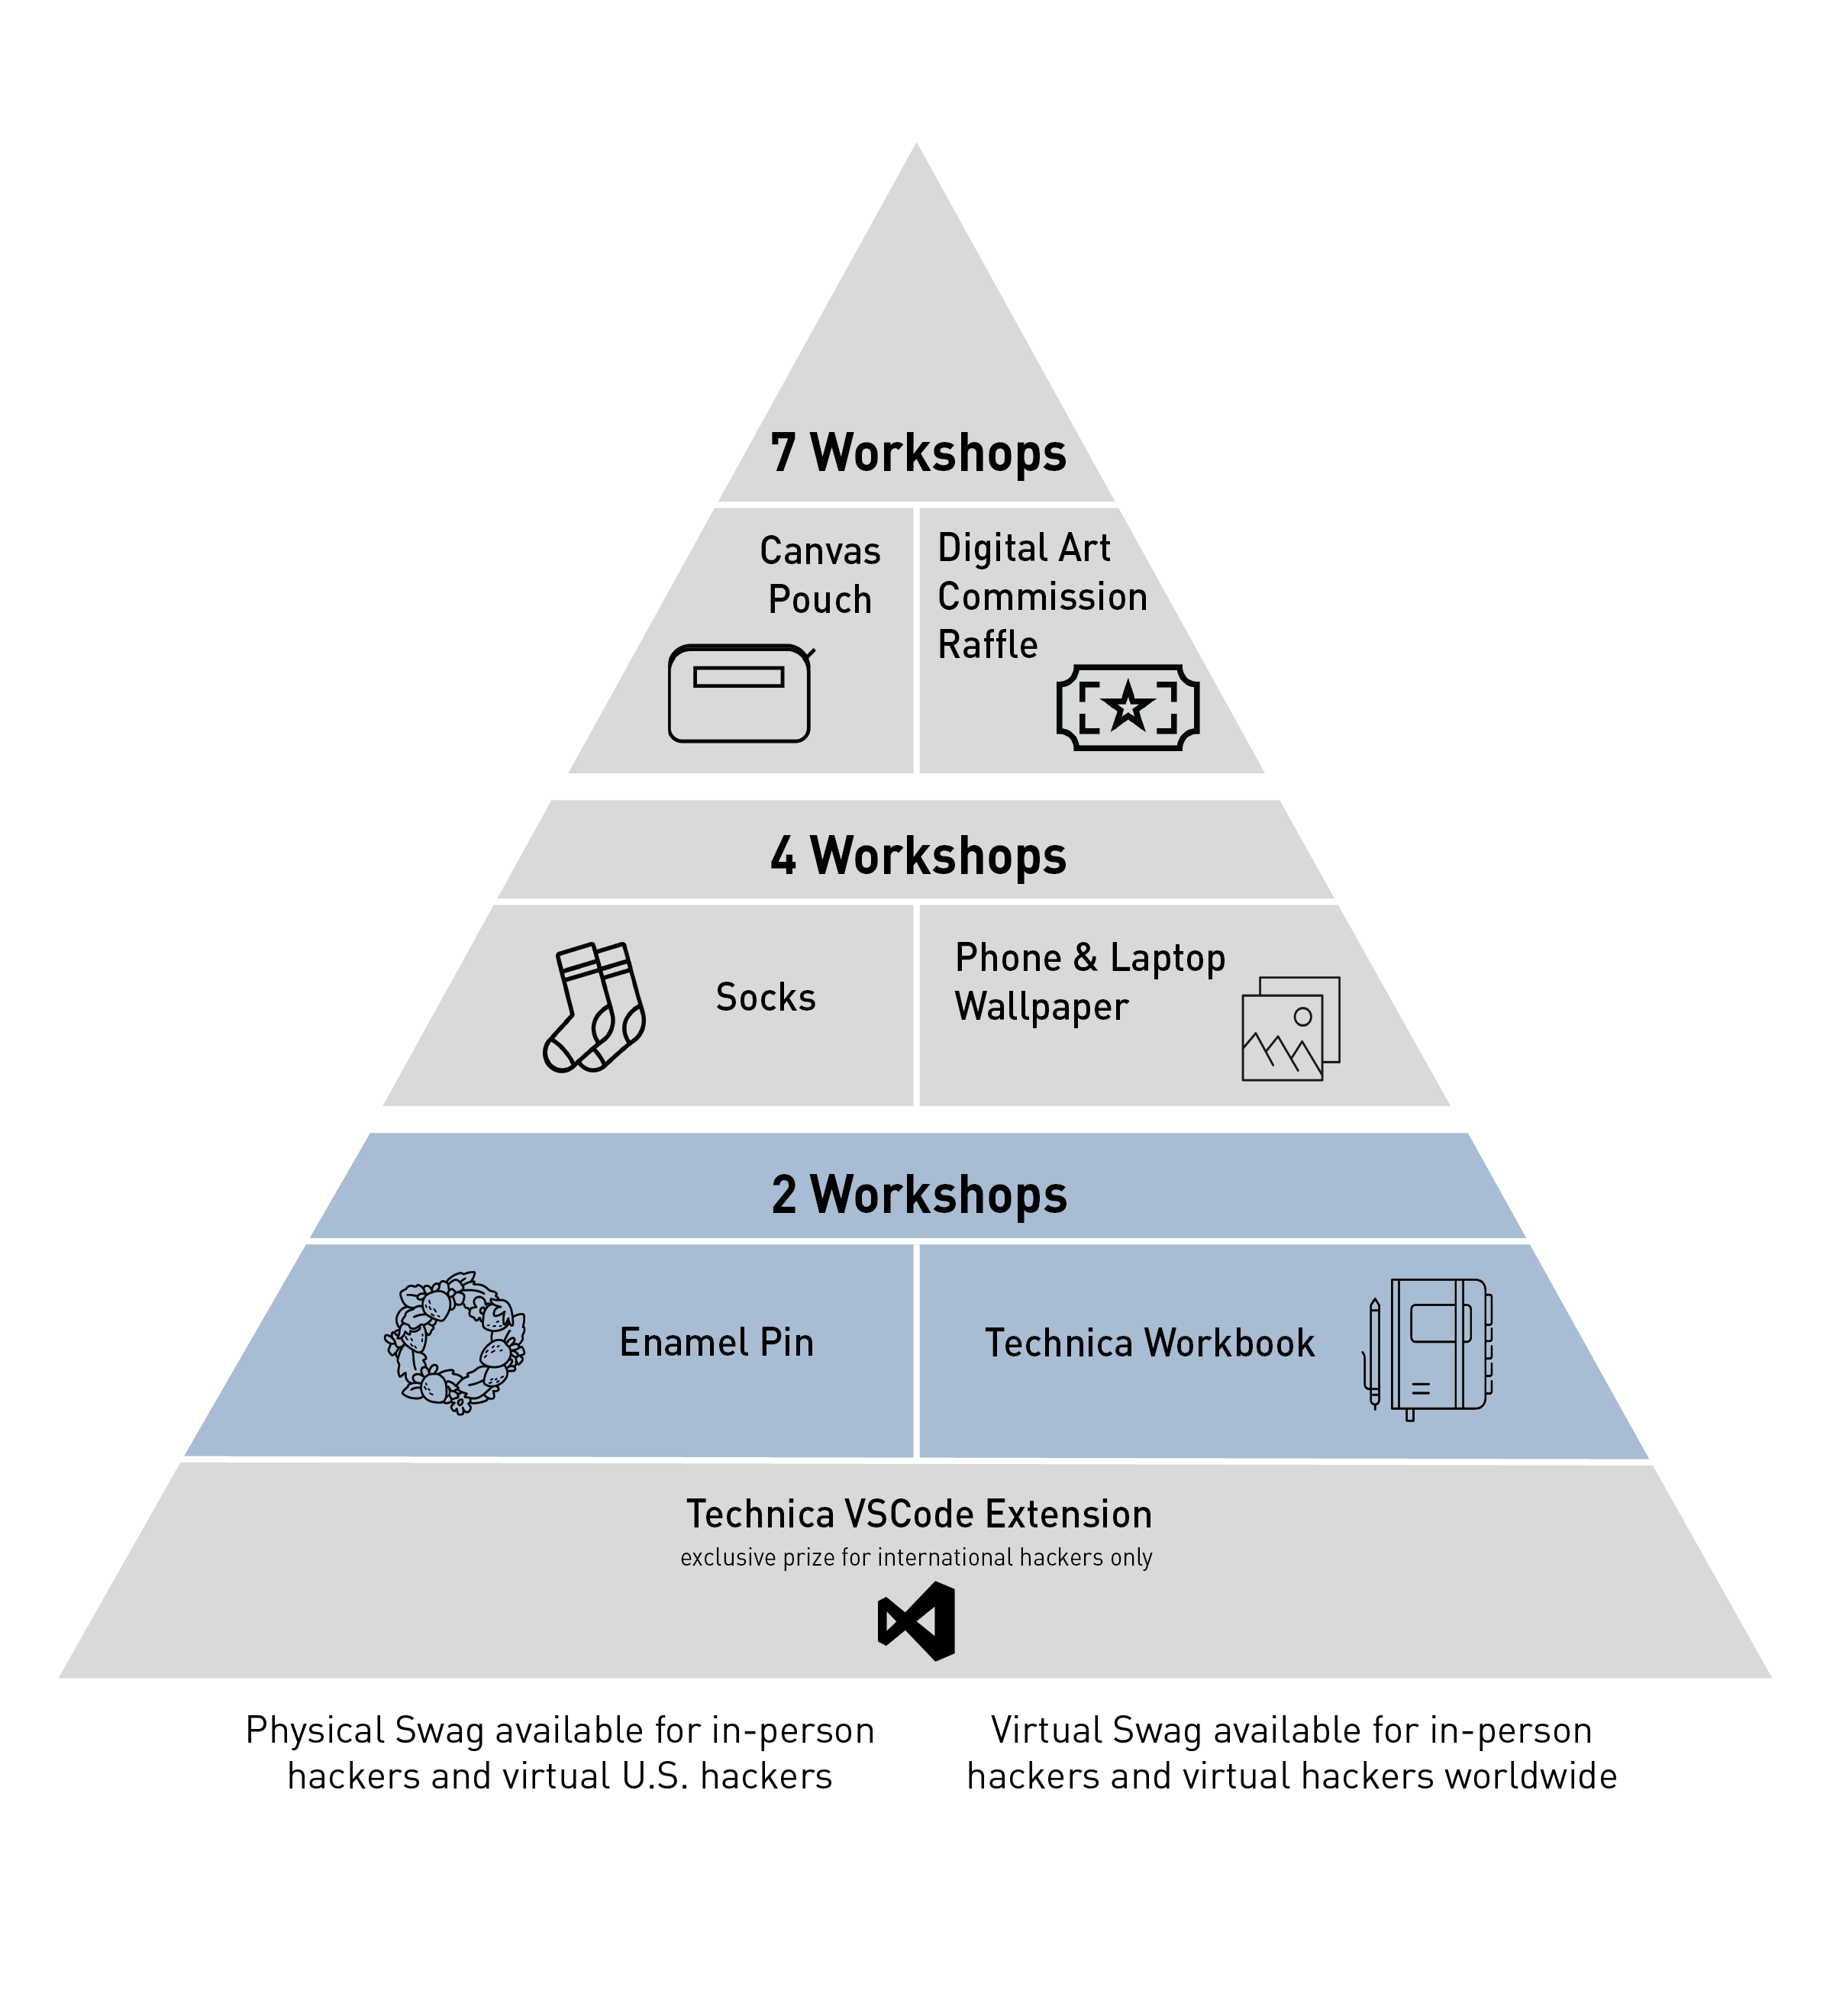 7 Workshops
Canvas
Pouch
Digital Art
Commission
Raffle
4 Workshops
Socks
Phone & Laptop
Wallpaper
2 Workshops
Enamel Pin
Technica Workbook
Technica VSCode Extension
exclusive prize for international hackers only
Physical Swag available for in-person
hackers and virtual U.S. hackers
Virtual Swag available for in-person
hackers and virtual hackers worldwide